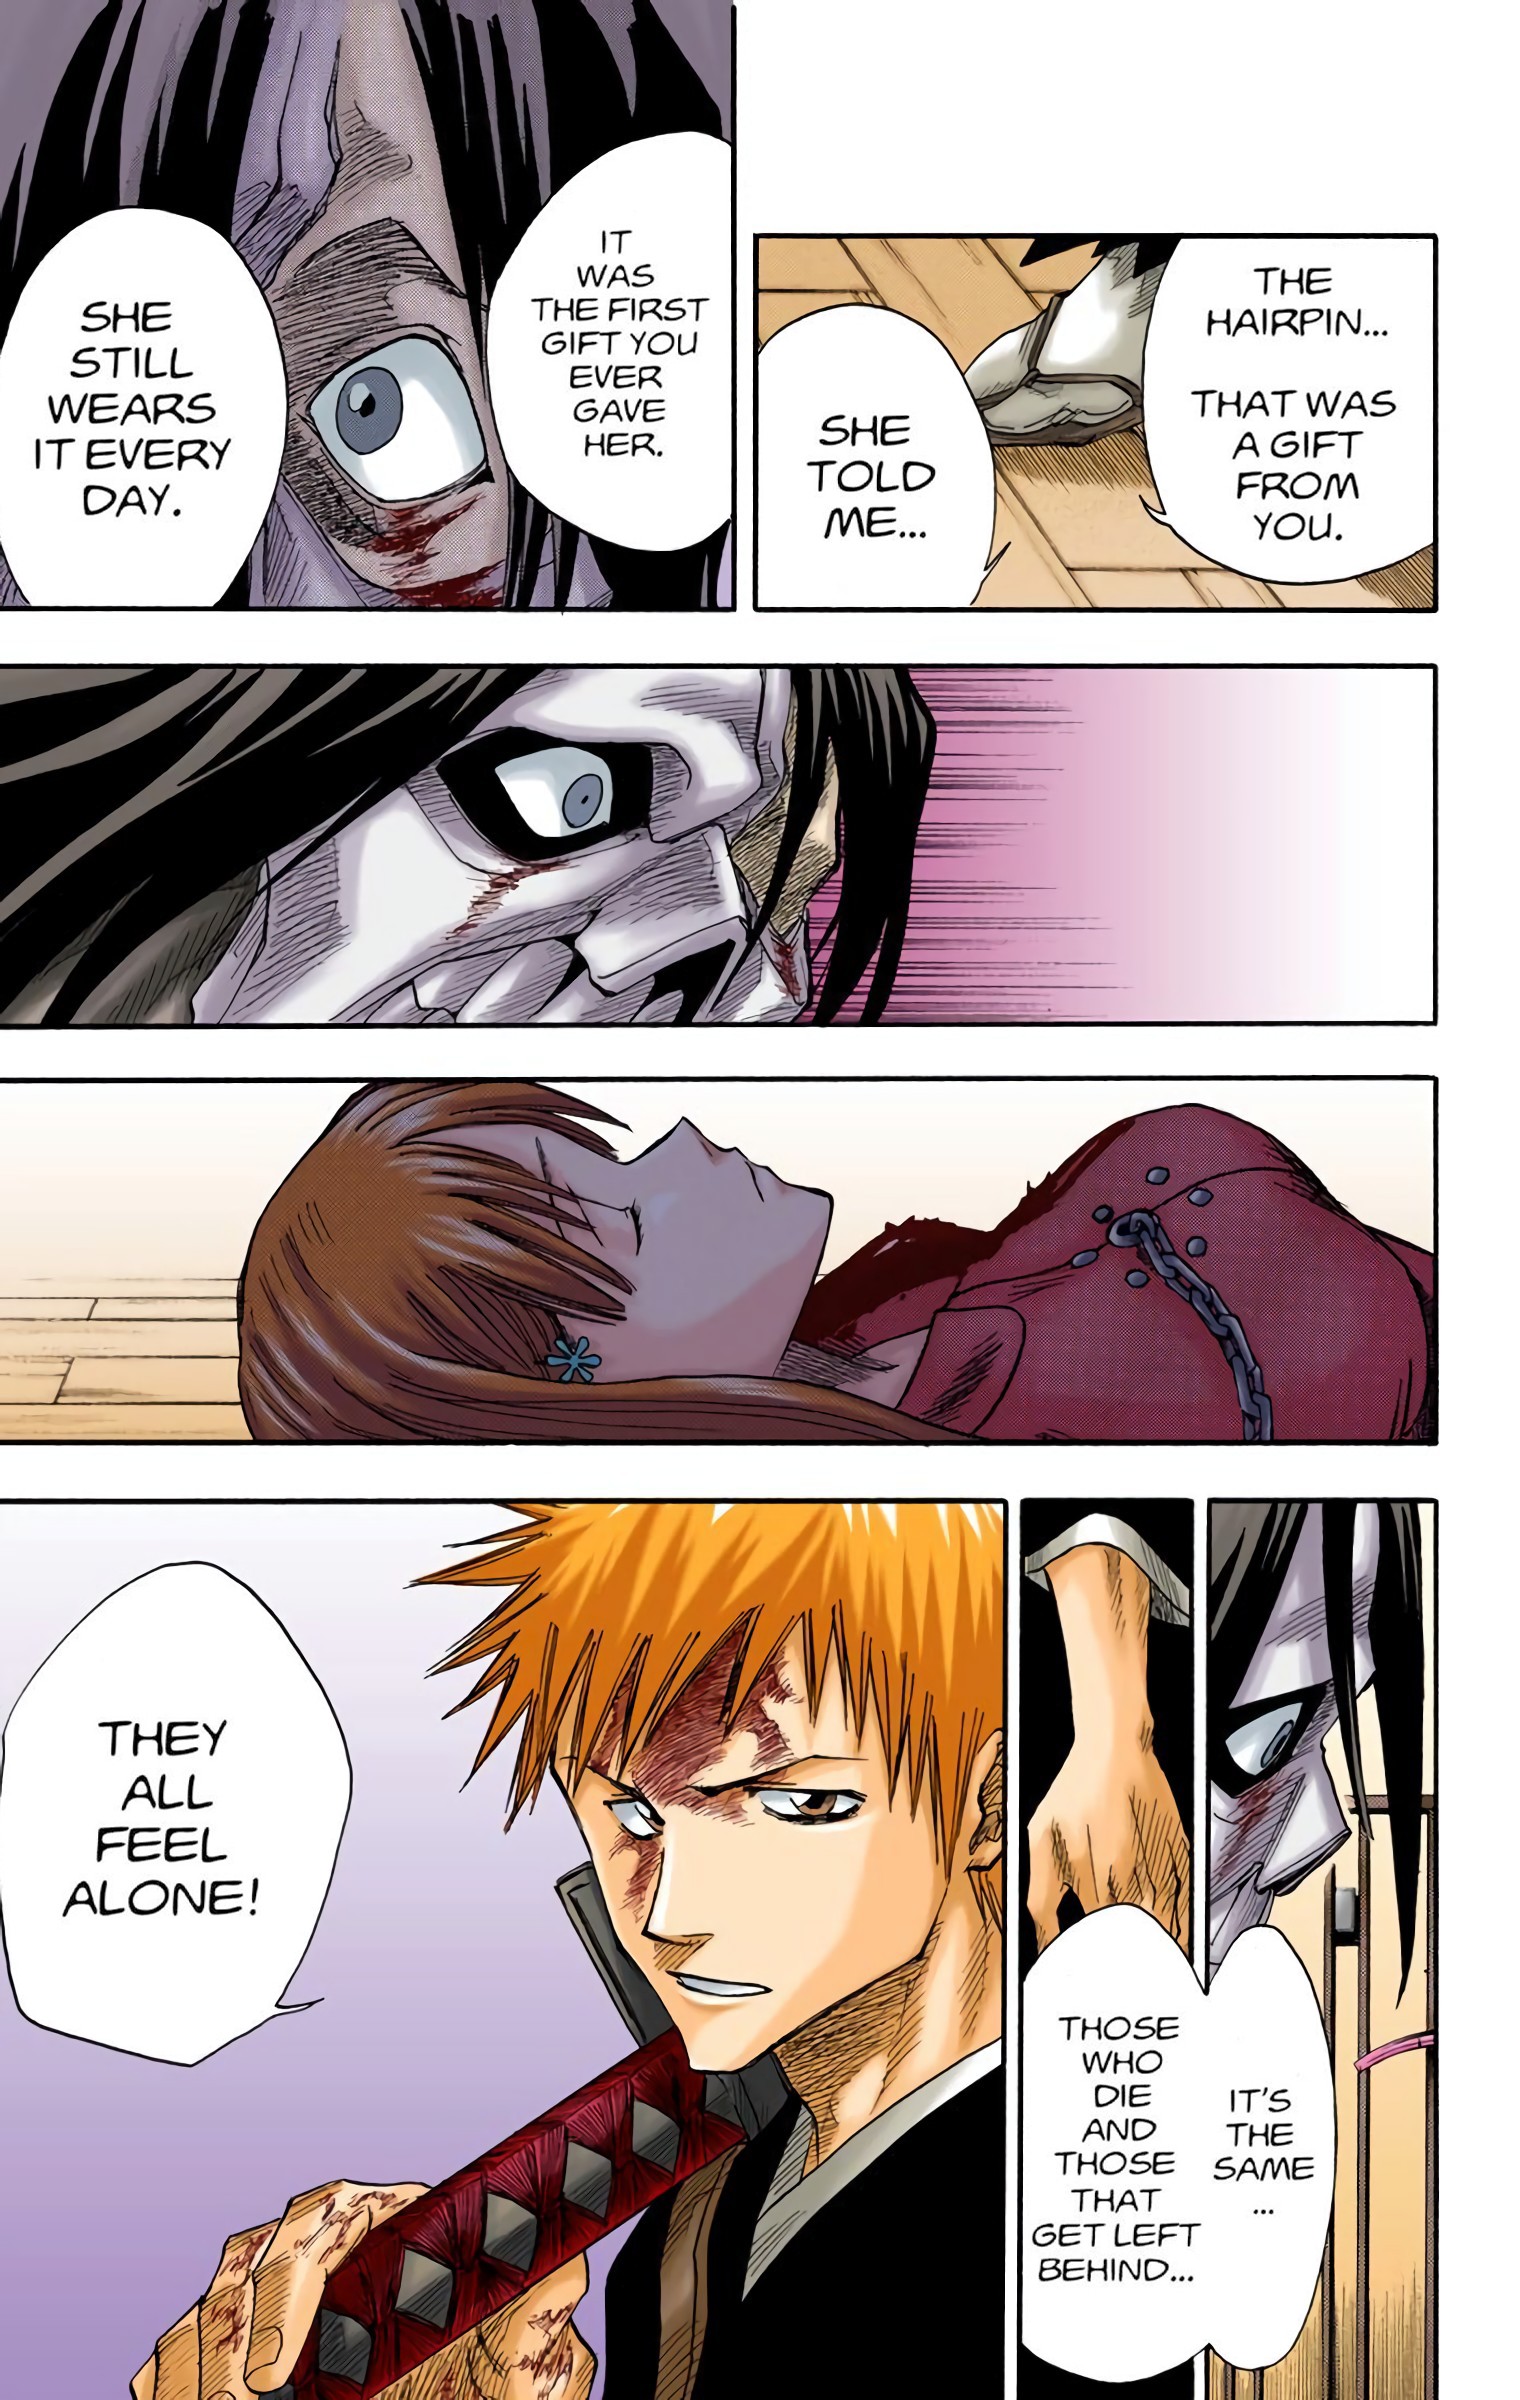 THE
HAIRPIN...
THAT WAS
A GIFT
FROM
YOU.
SHE
TOLD
ME...
IT
WAS
THE FIRST
GIFT YOU
EVER
GAVE
HER.
SHE
STILL
WEARS
IT EVERY
DAY.
IT'S
THE
SAME
...
THOSE
WHO
DIE
AND
THOSE
THAT
GET LEFT
BEHIND...
THEY
ALL
FEEL
ALONE!